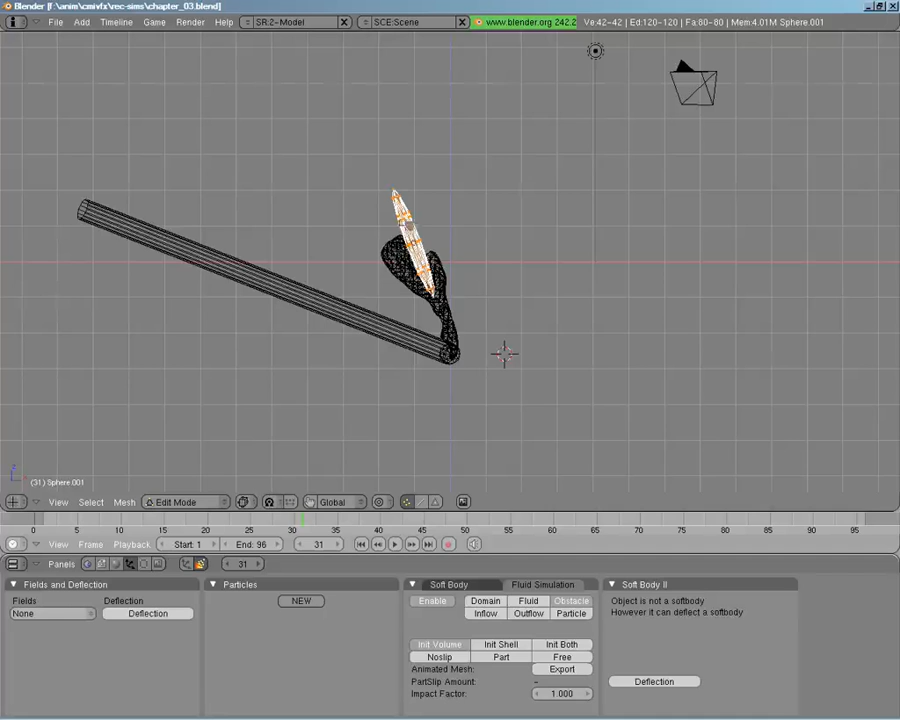 Blender [f:\anim\cmivfx\rec-sims\chapter_03.blend]
File Add Timeline Game Render Help SR:2-Model SCE:Scene www.blender.org 242.2 Ve:42-42 | Ed:120-120 | Fa:80-80 | Mem:4.01M Sphere.001
z
(31) Sphere.001
View Select Mesh Edit Mode Global
0 5 10 15 20 25 30 35 40 45 50 55 60 65 70 75 80 85 90 95
View Frame Playback Start: 1 End: 96 31
Panels 31
Fields and Deflection
Fields Deflection
None Deflection
Particles
NEW
Soft Body Fluid Simulation
Enable Domain Fluid Obstacle
Inflow Outflow Particle
Init Volume Init Shell Init Both
Noslip Part Free
Animated Mesh: Export
PartSlip Amount: -
Impact Factor: 1.000
Soft Body II
Object is not a softbody
However it can deflect a softbody
Deflection